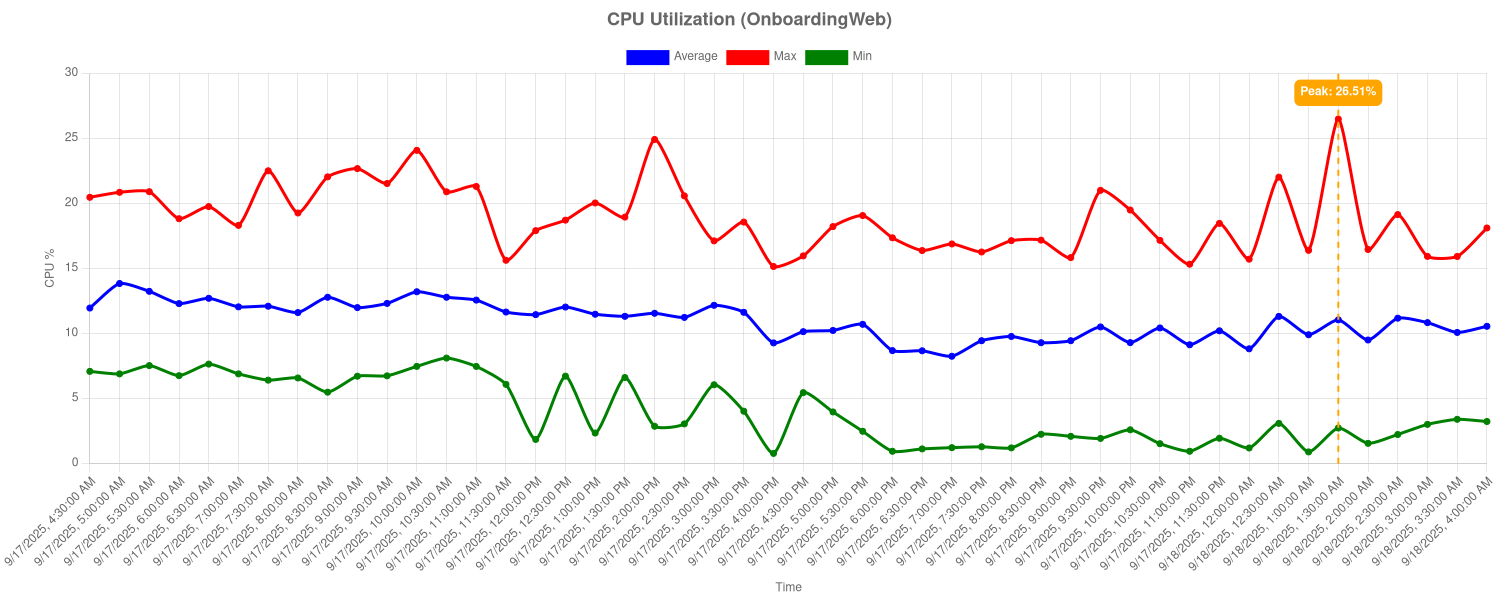 CPU Utilization (OnboardingWeb)
Average Max Min
30
Peak: 26.51%
25
20
15
10
5
0
CPU %
9/17/2025, 4:30:00 AM
9/17/2025, 5:00:00 AM
9/17/2025, 5:30:00 AM
9/17/2025, 6:00:00 AM
9/17/2025, 6:30:00 AM
9/17/2025, 7:00:00 AM
9/17/2025, 7:30:00 AM
9/17/2025, 8:00:00 AM
9/17/2025, 8:30:00 AM
9/17/2025, 9:00:00 AM
9/17/2025, 9:30:00 AM
9/17/2025, 10:00:00 AM
9/17/2025, 10:30:00 AM
9/17/2025, 11:00:00 AM
9/17/2025, 11:30:00 AM
9/17/2025, 12:00:00 PM
9/17/2025, 12:30:00 PM
9/17/2025, 1:00:00 PM
9/17/2025, 1:30:00 PM
9/17/2025, 2:00:00 PM
9/17/2025, 2:30:00 PM
9/17/2025, 3:00:00 PM
9/17/2025, 3:30:00 PM
9/17/2025, 4:00:00 PM
9/17/2025, 4:30:00 PM
9/17/2025, 5:00:00 PM
9/17/2025, 5:30:00 PM
9/17/2025, 6:00:00 PM
9/17/2025, 6:30:00 PM
9/17/2025, 7:00:00 PM
9/17/2025, 7:30:00 PM
9/17/2025, 8:00:00 PM
9/17/2025, 8:30:00 PM
9/17/2025, 9:00:00 PM
9/17/2025, 9:30:00 PM
9/17/2025, 10:00:00 PM
9/17/2025, 10:30:00 PM
9/17/2025, 11:00:00 PM
9/17/2025, 11:30:00 PM
9/18/2025, 12:00:00 AM
9/18/2025, 12:30:00 AM
9/18/2025, 1:00:00 AM
9/18/2025, 1:30:00 AM
9/18/2025, 2:00:00 AM
9/18/2025, 2:30:00 AM
9/18/2025, 3:00:00 AM
9/18/2025, 3:30:00 AM
9/18/2025, 4:00:00 AM
Time